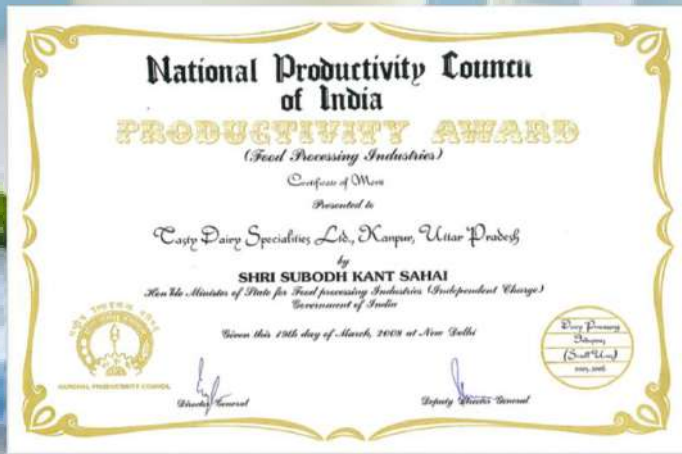 National Productivity Council
of India
PRODUCTIVITY AWARD
(Food Processing Industries)
Certificate of Merit
Presented to
Tasty Dairy Specialities Ltd., Kanpur, Uttar Pradesh
by
SHRI SUBODH KANT SAHAI
Hon'ble Minister of State for Food processing Industries (Independent Charge)
Government of India
Given this 19th day of March, 2008 at New Delhi
NATIONAL PRODUCTIVITY COUNCIL
Director General
Deputy Director General
Dairy Processing
Industry
(Small Unit)